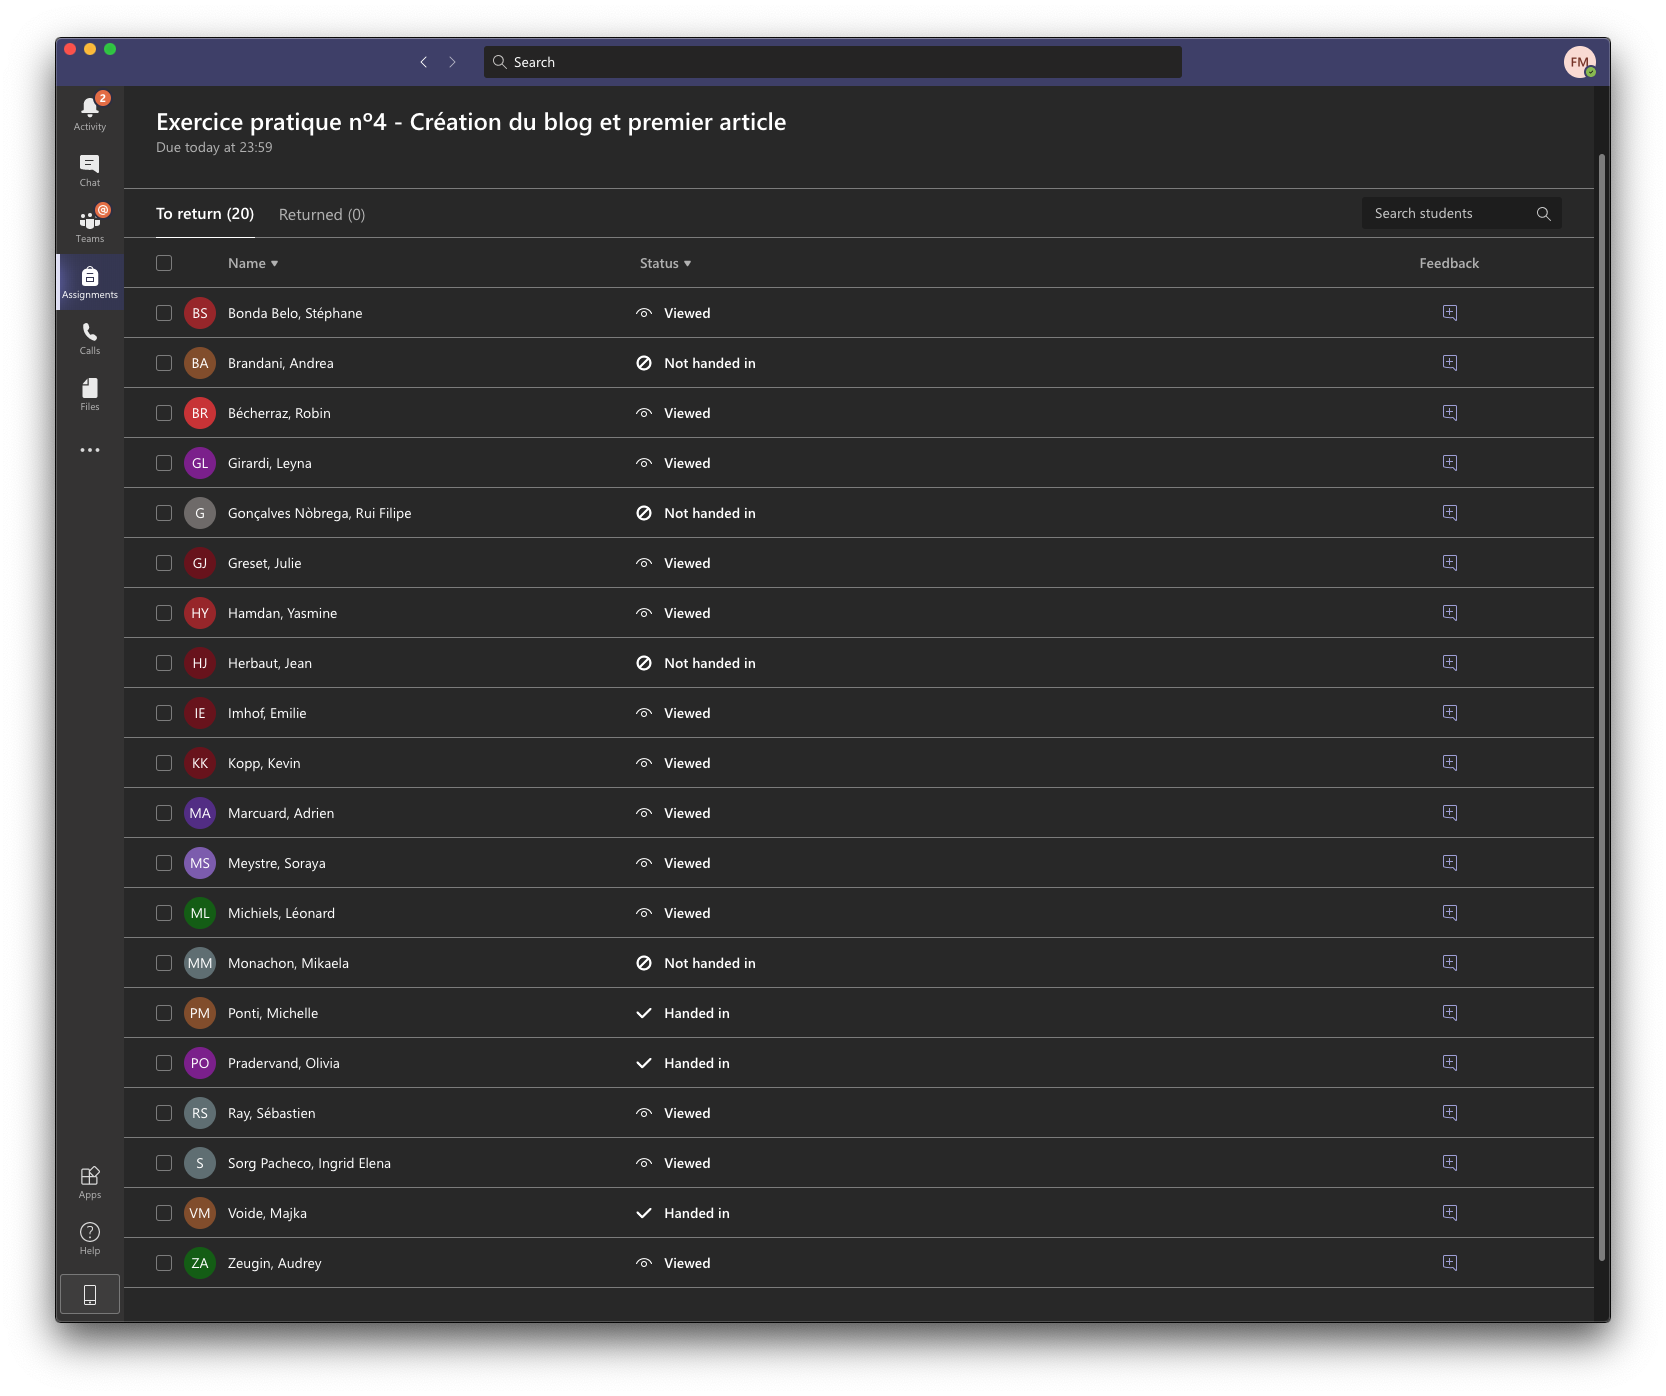 Search
FM
2
Activity
Chat
@
Teams
Assignments
Calls
Files
Apps
Help
Exercice pratique nº4 - Création du blog et premier article
Due today at 23:59
To return (20) Returned (0) Search students
Name Status Feedback
BS Bonda Belo, Stéphane Viewed
BA Brandani, Andrea Not handed in
BR Bécherraz, Robin Viewed
GL Girardi, Leyna Viewed
G Gonçalves Nòbrega, Rui Filipe Not handed in
GJ Greset, Julie Viewed
HY Hamdan, Yasmine Viewed
HJ Herbaut, Jean Not handed in
IE Imhof, Emilie Viewed
KK Kopp, Kevin Viewed
MA Marcuard, Adrien Viewed
MS Meystre, Soraya Viewed
ML Michiels, Léonard Viewed
MM Monachon, Mikaela Not handed in
PM Ponti, Michelle Handed in
PO Pradervand, Olivia Handed in
RS Ray, Sébastien Viewed
S Sorg Pacheco, Ingrid Elena Viewed
VM Voide, Majka Handed in
ZA Zeugin, Audrey Viewed